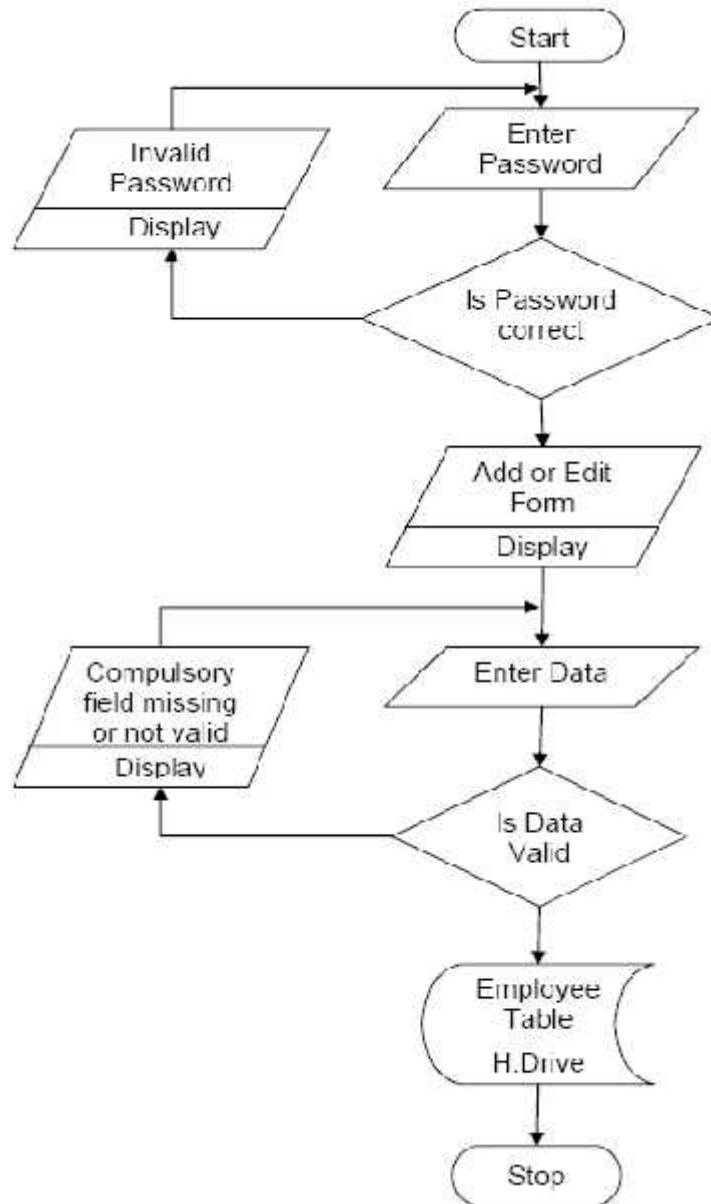 Start
Enter
Password
Invalid
Password
Display
Is Password
correct
Add or Edit
Form
Display
Enter Data
Compulsory
field missing
or not valid
Display
Is Data
Valid
Employee
Table
H.Drive
Stop